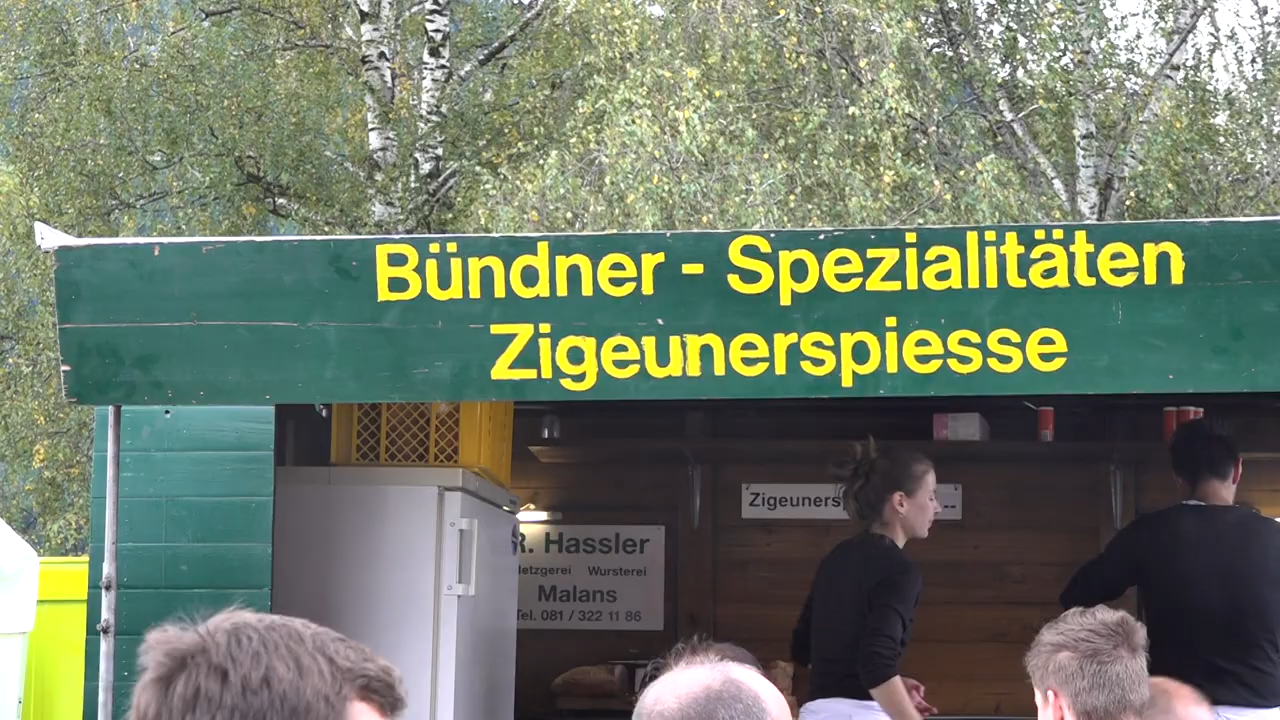 Bündner - Spezialitäten
Zigeunerspiesse
R. Hassler
Wursterei
Malans
Tel. 081 / 322 11 86